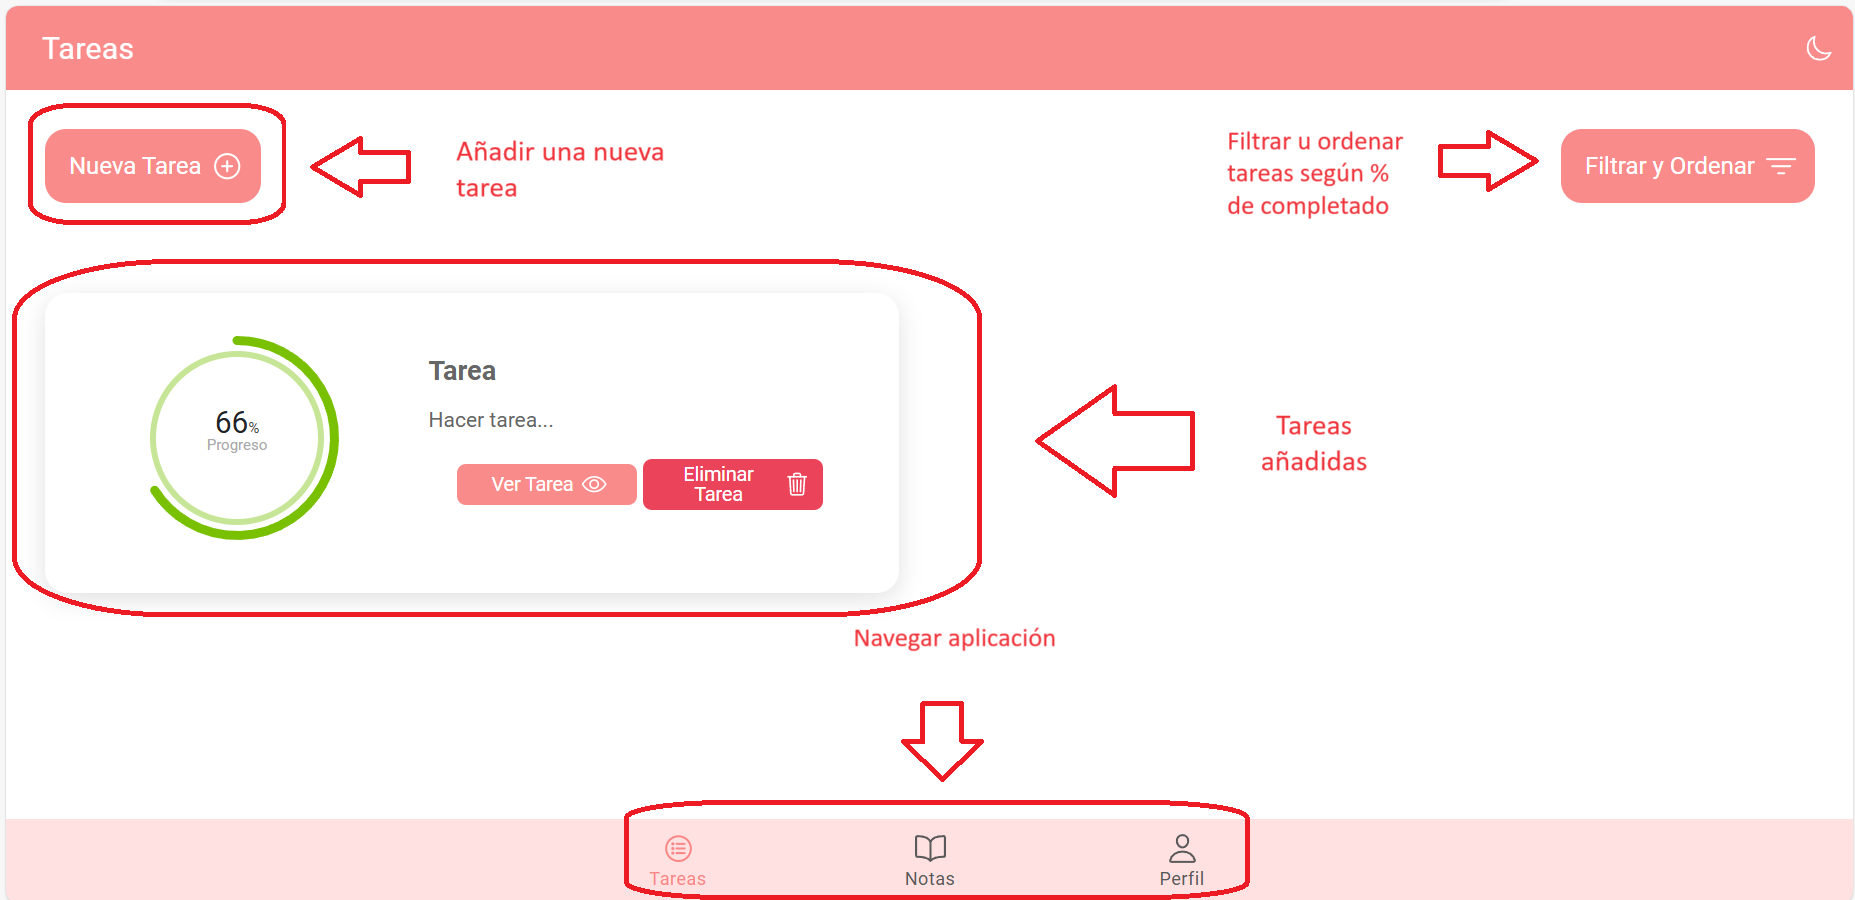 Tareas
Nueva Tarea
Añadir una nueva
tarea
Filtrar u ordenar
tareas según %
de completado
Filtrar y Ordenar
66%
Progreso
Tarea
Hacer tarea...
Ver Tarea
Eliminar
Tarea
Tareas
añadidas
Navegar aplicación
Tareas
Notas
Perfil